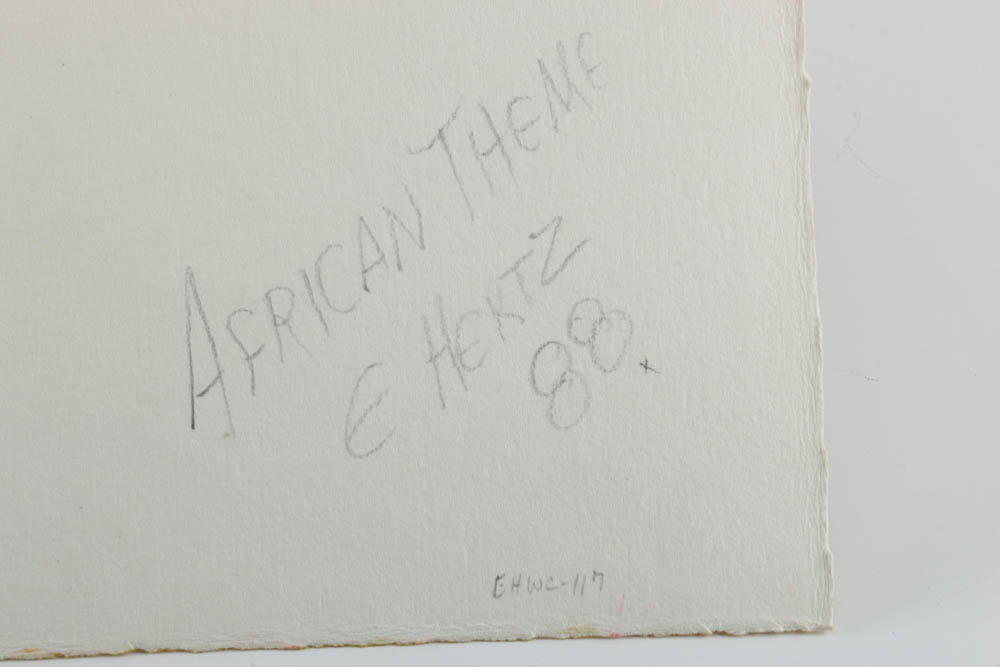 AFRICAN THEME
E HERTZ
88
EHWC-117